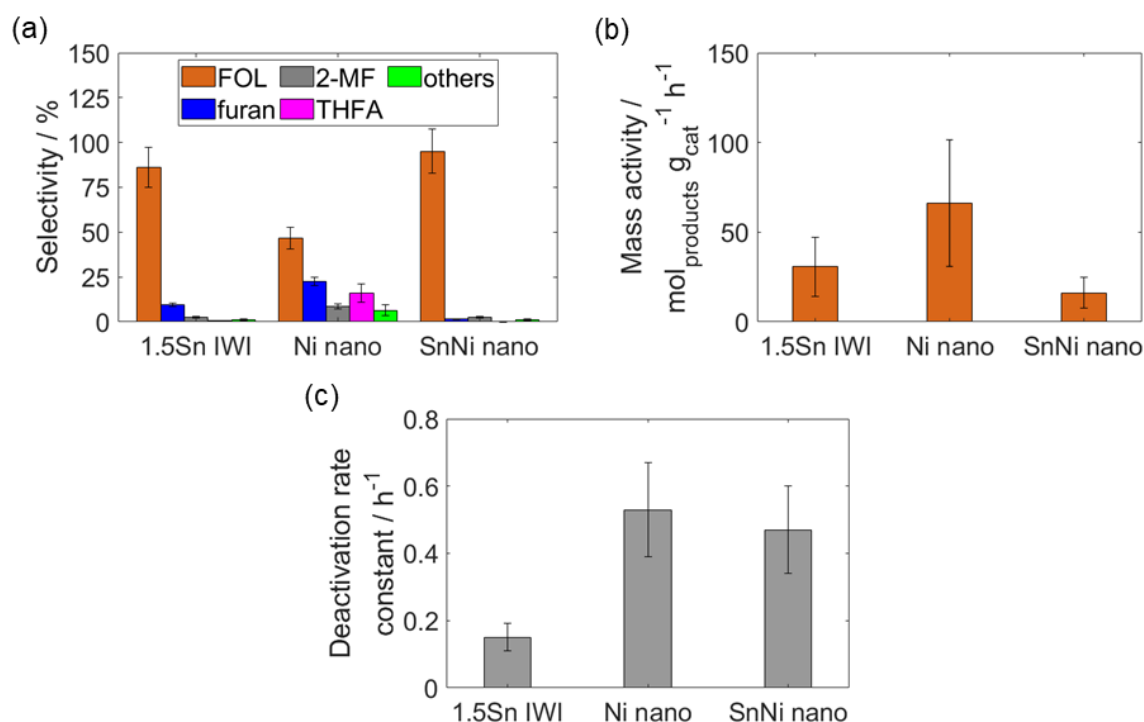 (a)
150
125
100
75
50
25
0
Selectivity / %
FOL 2-MF others
furan THFA
1.5Sn IWI Ni nano SnNi nano
(b)
150
100
50
0
Mass activity /
mol_products g_cat^-1 h^-1
1.5Sn IWI Ni nano SnNi nano
(c)
0.8
0.6
0.4
0.2
0
Deactivation rate
constant / h^-1
1.5Sn IWI Ni nano SnNi nano